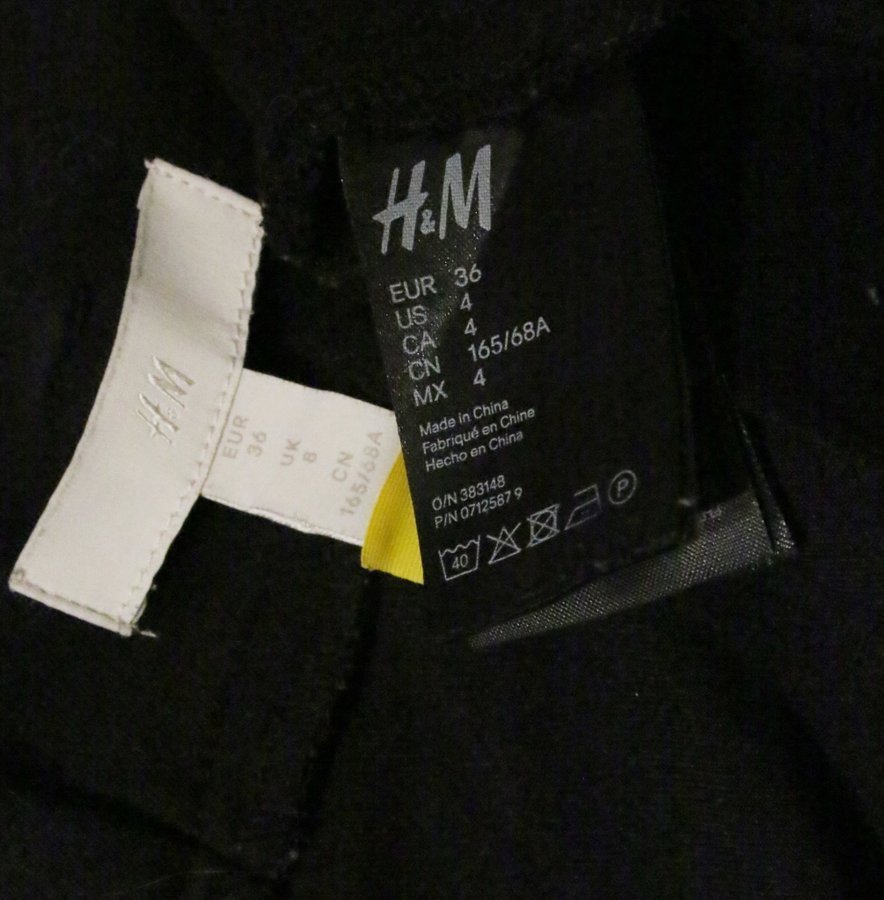 H&M
EUR
36
UK
8
CN
165/68A
H&M
EUR 36
US 4
CA 4
CN 165/68A
MX 4
Made in China
Fabriqué en Chine
Hecho en China
O/N 383148
P/N 0712587 9
40
P